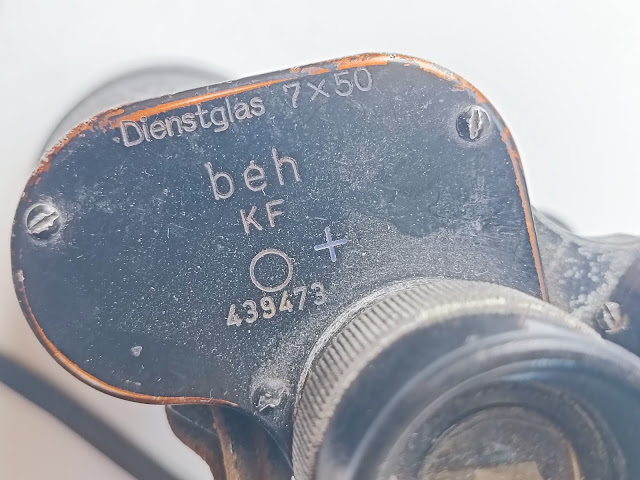 Dienstglas 7×50
beh
KF
+
439473